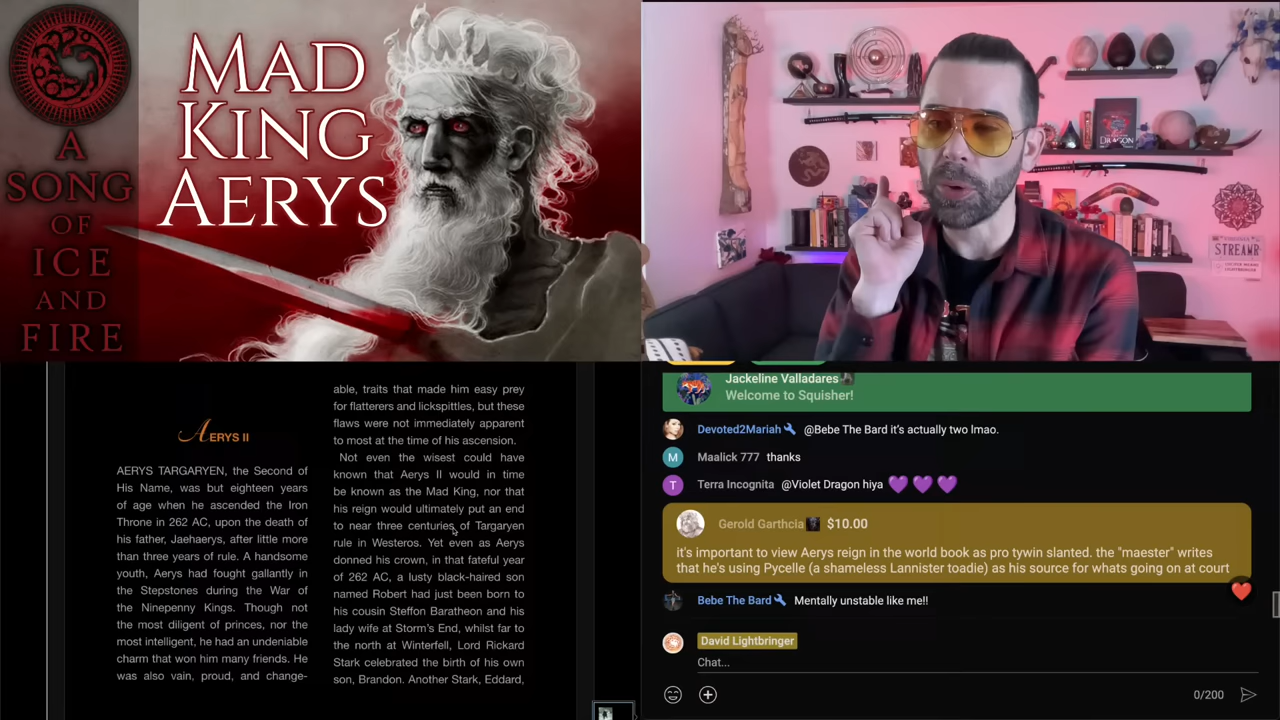 A
SONG
OF
ICE
AND
FIRE
MAD
KING
AERYS
DRAGON
STREAMR
AERYS II
AERYS TARGARYEN, the Second of
His Name, was but eighteen years
of age when he ascended the Iron
Throne in 262 AC, upon the death of
his father, Jaehaerys, after little more
than three years of rule. A handsome
youth, Aerys had fought gallantly in
the Stepstones during the War of
the Ninepenny Kings. Though not
the most diligent of princes, nor the
most intelligent, he had an undeniable
charm that won him many friends. He
was also vain, proud, and change-
able, traits that made him easy prey
for flatterers and lickspittles, but these
flaws were not immediately apparent
to most at the time of his ascension.
Not even the wisest could have
known that Aerys II would in time
be known as the Mad King, nor that
his reign would ultimately put an end
to near three centuries of Targaryen
rule in Westeros. Yet even as Aerys
donned his crown, in that fateful year
of 262 AC, a lusty black-haired son
named Robert had just been born to
his cousin Steffon Baratheon and his
lady wife at Storm's End, whilst far to
the north at Winterfell, Lord Rickard
Stark celebrated the birth of his own
son, Brandon. Another Stark, Eddard,
Jackeline Valladares
Welcome to Squisher!
Devoted2Mariah @Bebe The Bard it's actually two lmao.
M Maalick 777 thanks
T Terra Incognita @Violet Dragon hiya 💜💜💜
Gerold Garthcia $10.00
it's important to view Aerys reign in the world book as pro tywin slanted. the "maester" writes
that he's using Pycelle (a shameless Lannister toadie) as his source for whats going on at court
Bebe The Bard Mentally unstable like me!!
David Lightbringer
Chat...
0/200